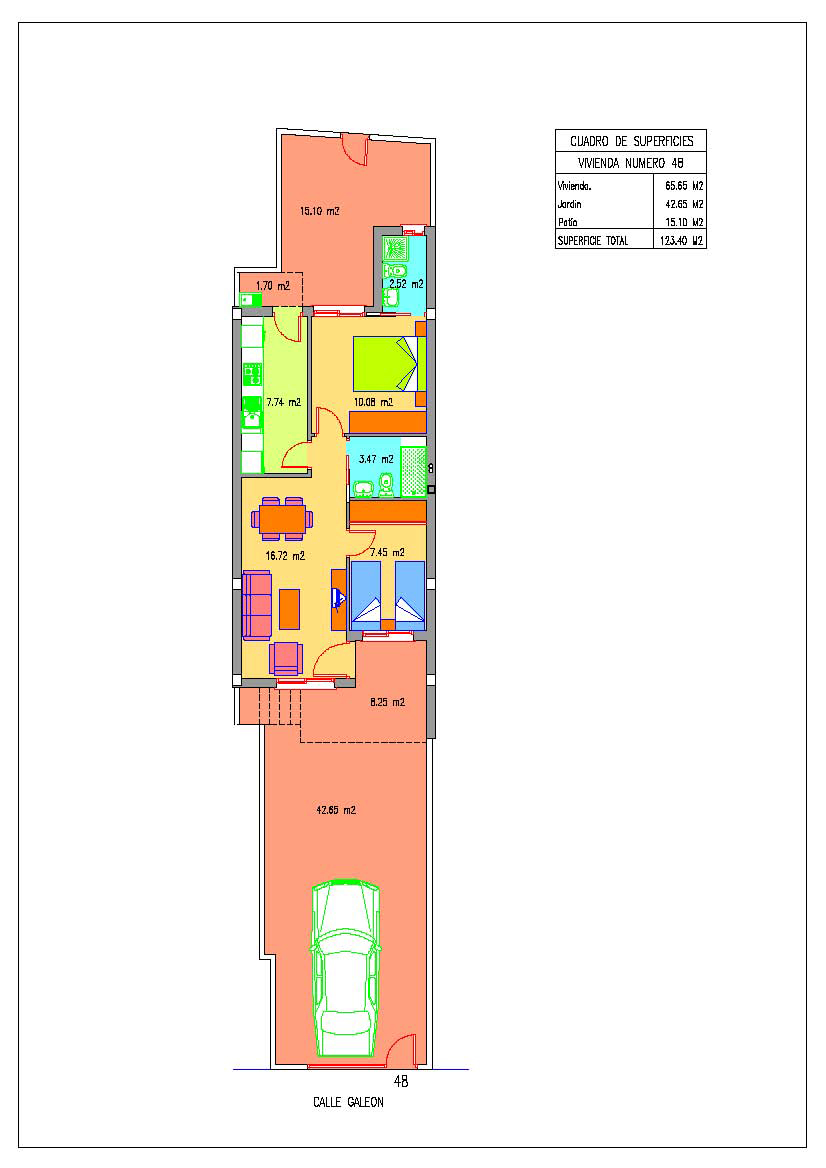 CUADRO DE SUPERFICIES
VIVIENDA NUMERO 48
Vivienda. 65.65 M2
Jardin 42.65 M2
Patio 15.10 M2
SUPERFICIE TOTAL 123.40 M2
15.10 m2
1.70 m2
2.52 m2
7.74 m2
10.08 m2
3.47 m2
8
16.72 m2
7.45 m2
8.25 m2
42.65 m2
48
CALLE GALEON